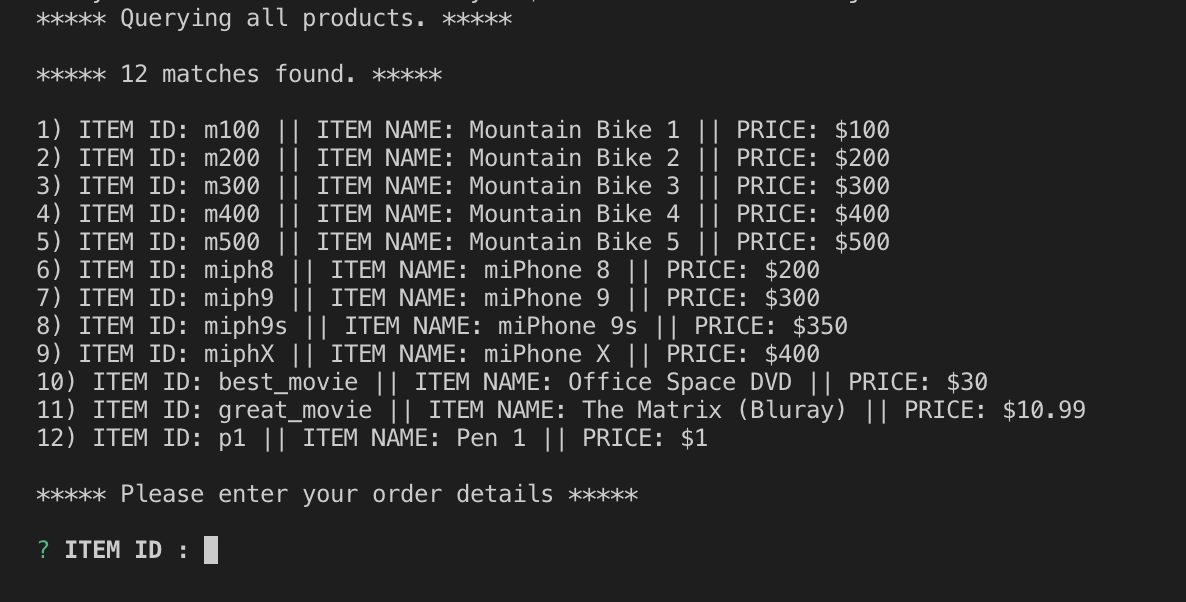 ***** Querying all products. *****
***** 12 matches found. *****
1) ITEM ID: m100 || ITEM NAME: Mountain Bike 1 || PRICE: $100
2) ITEM ID: m200 || ITEM NAME: Mountain Bike 2 || PRICE: $200
3) ITEM ID: m300 || ITEM NAME: Mountain Bike 3 || PRICE: $300
4) ITEM ID: m400 || ITEM NAME: Mountain Bike 4 || PRICE: $400
5) ITEM ID: m500 || ITEM NAME: Mountain Bike 5 || PRICE: $500
6) ITEM ID: miph8 || ITEM NAME: miPhone 8 || PRICE: $200
7) ITEM ID: miph9 || ITEM NAME: miPhone 9 || PRICE: $300
8) ITEM ID: miph9s || ITEM NAME: miPhone 9s || PRICE: $350
9) ITEM ID: miphX || ITEM NAME: miPhone X || PRICE: $400
10) ITEM ID: best_movie || ITEM NAME: Office Space DVD || PRICE: $30
11) ITEM ID: great_movie || ITEM NAME: The Matrix (Bluray) || PRICE: $10.99
12) ITEM ID: p1 || ITEM NAME: Pen 1 || PRICE: $1
***** Please enter your order details *****
? ITEM ID :